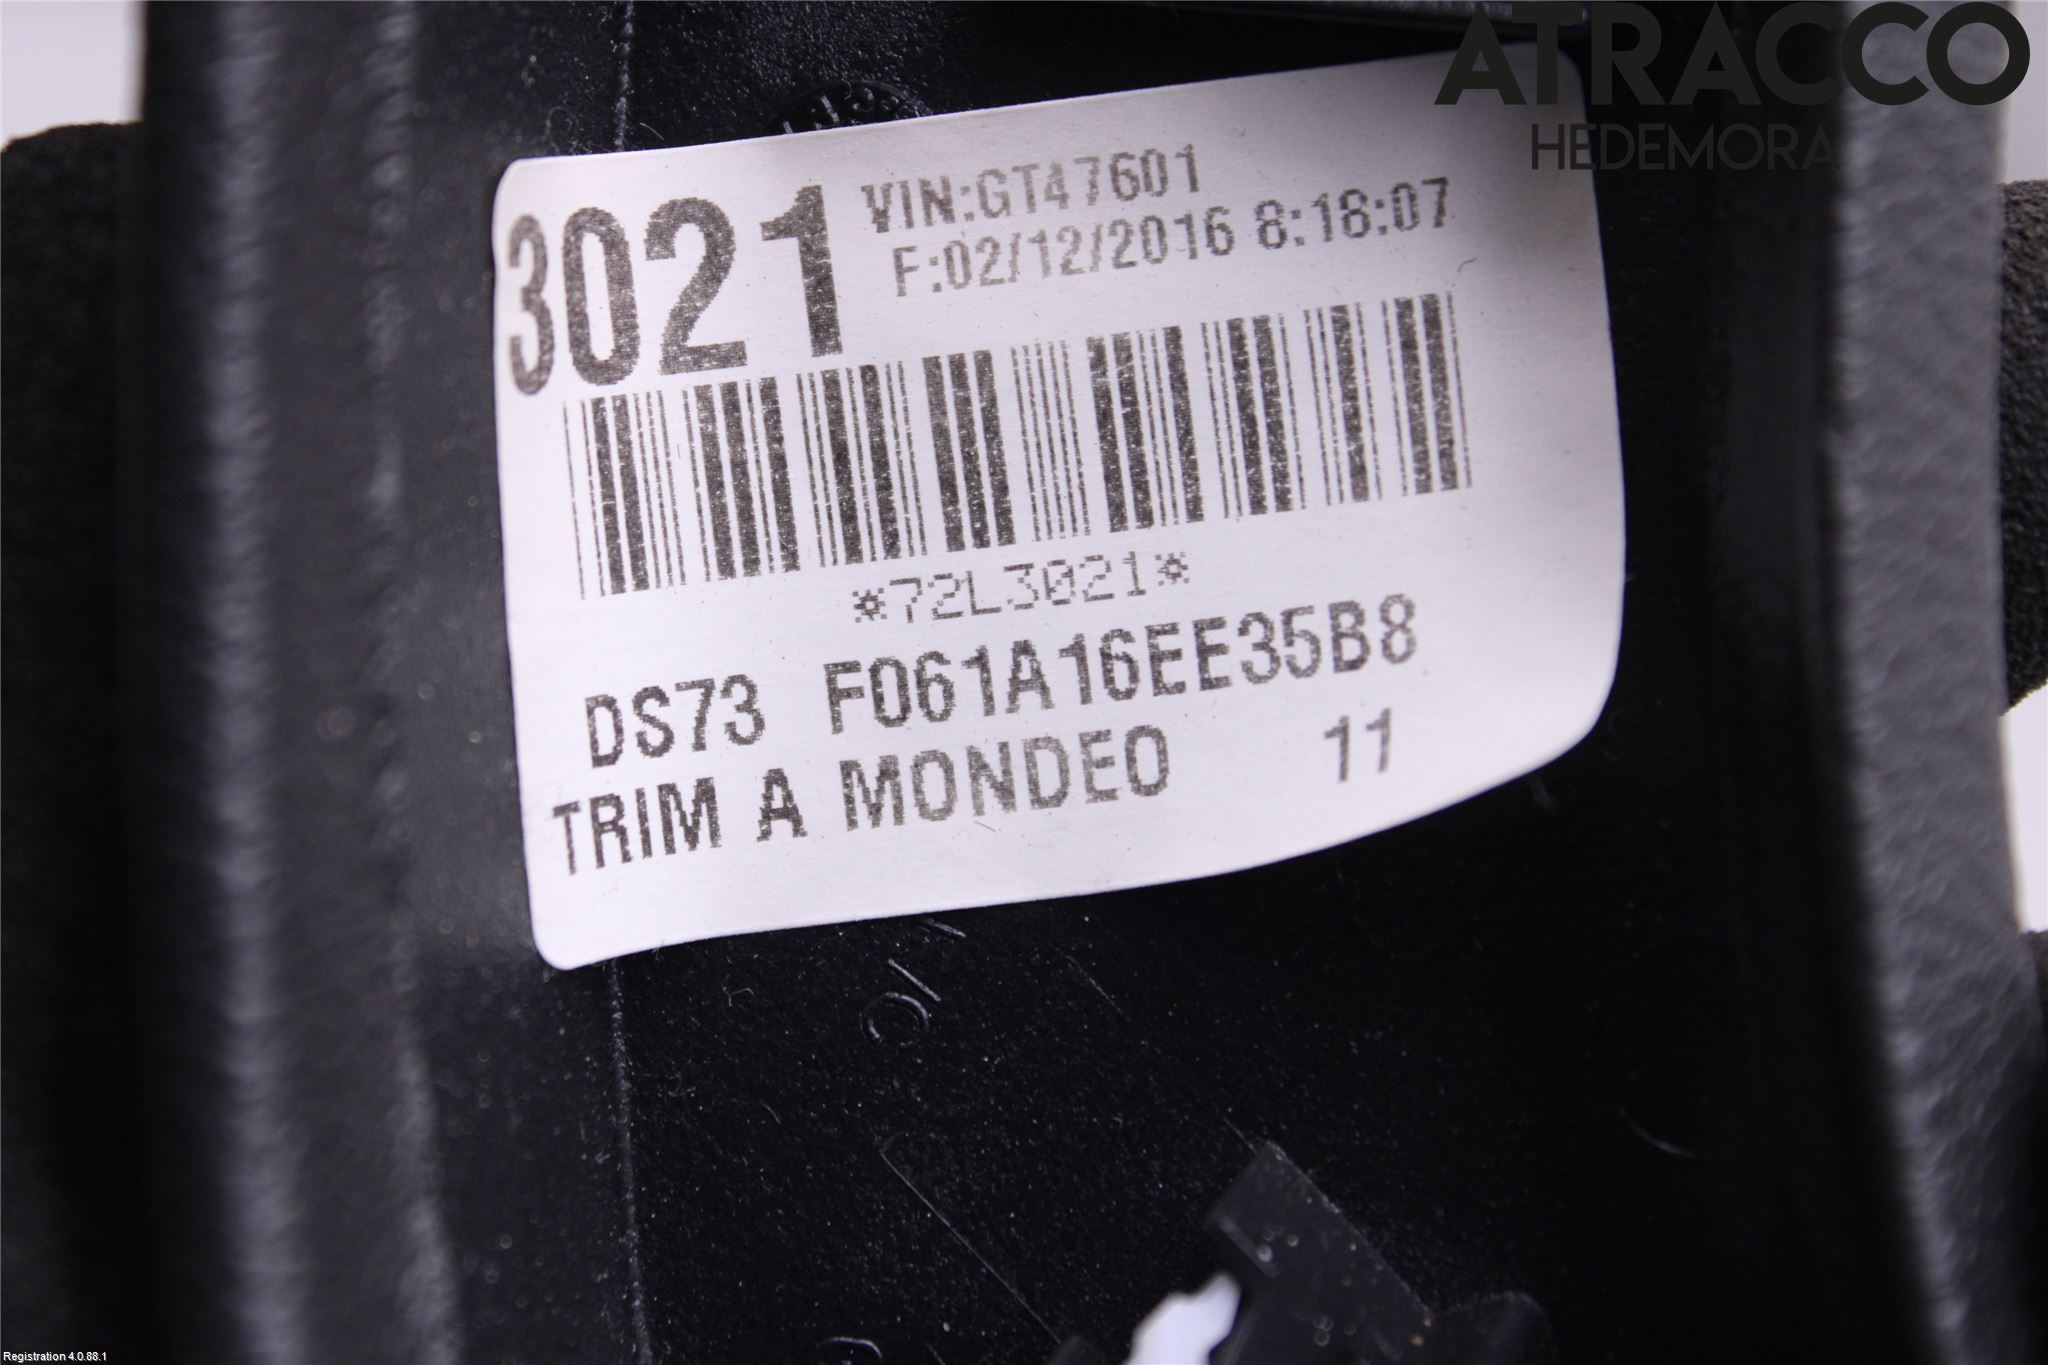 ATRACCO
HEDEMORA
3021
VIN:GT47601
F:02/12/2016 8:18:07
*72L3021*
DS73 F061A16EE35B8
TRIM A MONDEO 11
Registration 4.0.88.1